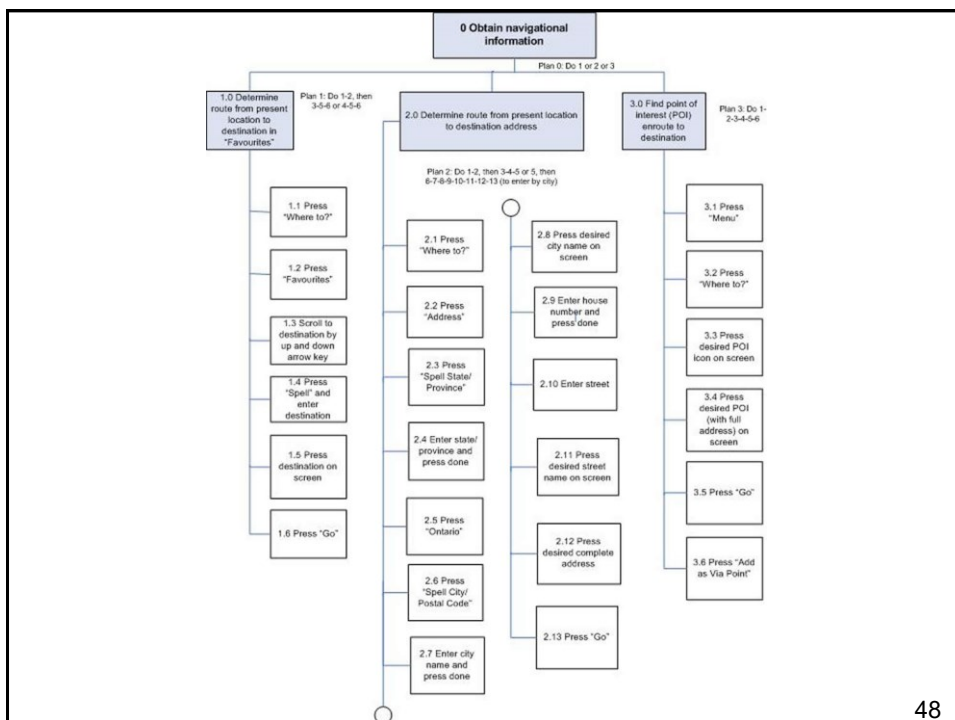 0 Obtain navigational
information
Plan 0: Do 1 or 2 or 3
1.0 Determine
route from present
location to
destination in
"Favourites"
Plan 1: Do 1-2, then
3-5-6 or 4-5-6
1.1 Press
"Where to?"
1.2 Press
"Favourites"
1.3 Scroll to
destination by
up and down
arrow key
1.4 Press
"Spell" and
enter
destination
1.5 Press
destination on
screen
1.6 Press "Go"
2.0 Determine route from present location
to destination address
Plan 2: Do 1-2, then 3-4-5 or 5, then
6-7-8-9-10-11-12-13 (to enter by city)
2.1 Press
"Where to?"
2.2 Press
"Address"
2.3 Press
"Spell State/
Province"
2.4 Enter state/
province and
press done
2.5 Press
"Ontario"
2.6 Press
"Spell City/
Postal Code"
2.7 Enter city
name and
press done
2.8 Press desired
city name on
screen
2.9 Enter house
number and
press done
2.10 Enter street
2.11 Press
desired street
name on screen
2.12 Press
desired complete
address
2.13 Press "Go"
3.0 Find point of
interest (POI)
enroute to
destination
Plan 3: Do 1-
2-3-4-5-6
3.1 Press
"Menu"
3.2 Press
"Where to?"
3.3 Press
desired POI
icon on screen
3.4 Press
desired POI
(with full
address) on
screen
3.5 Press "Go"
3.6 Press "Add
as Via Point"
48